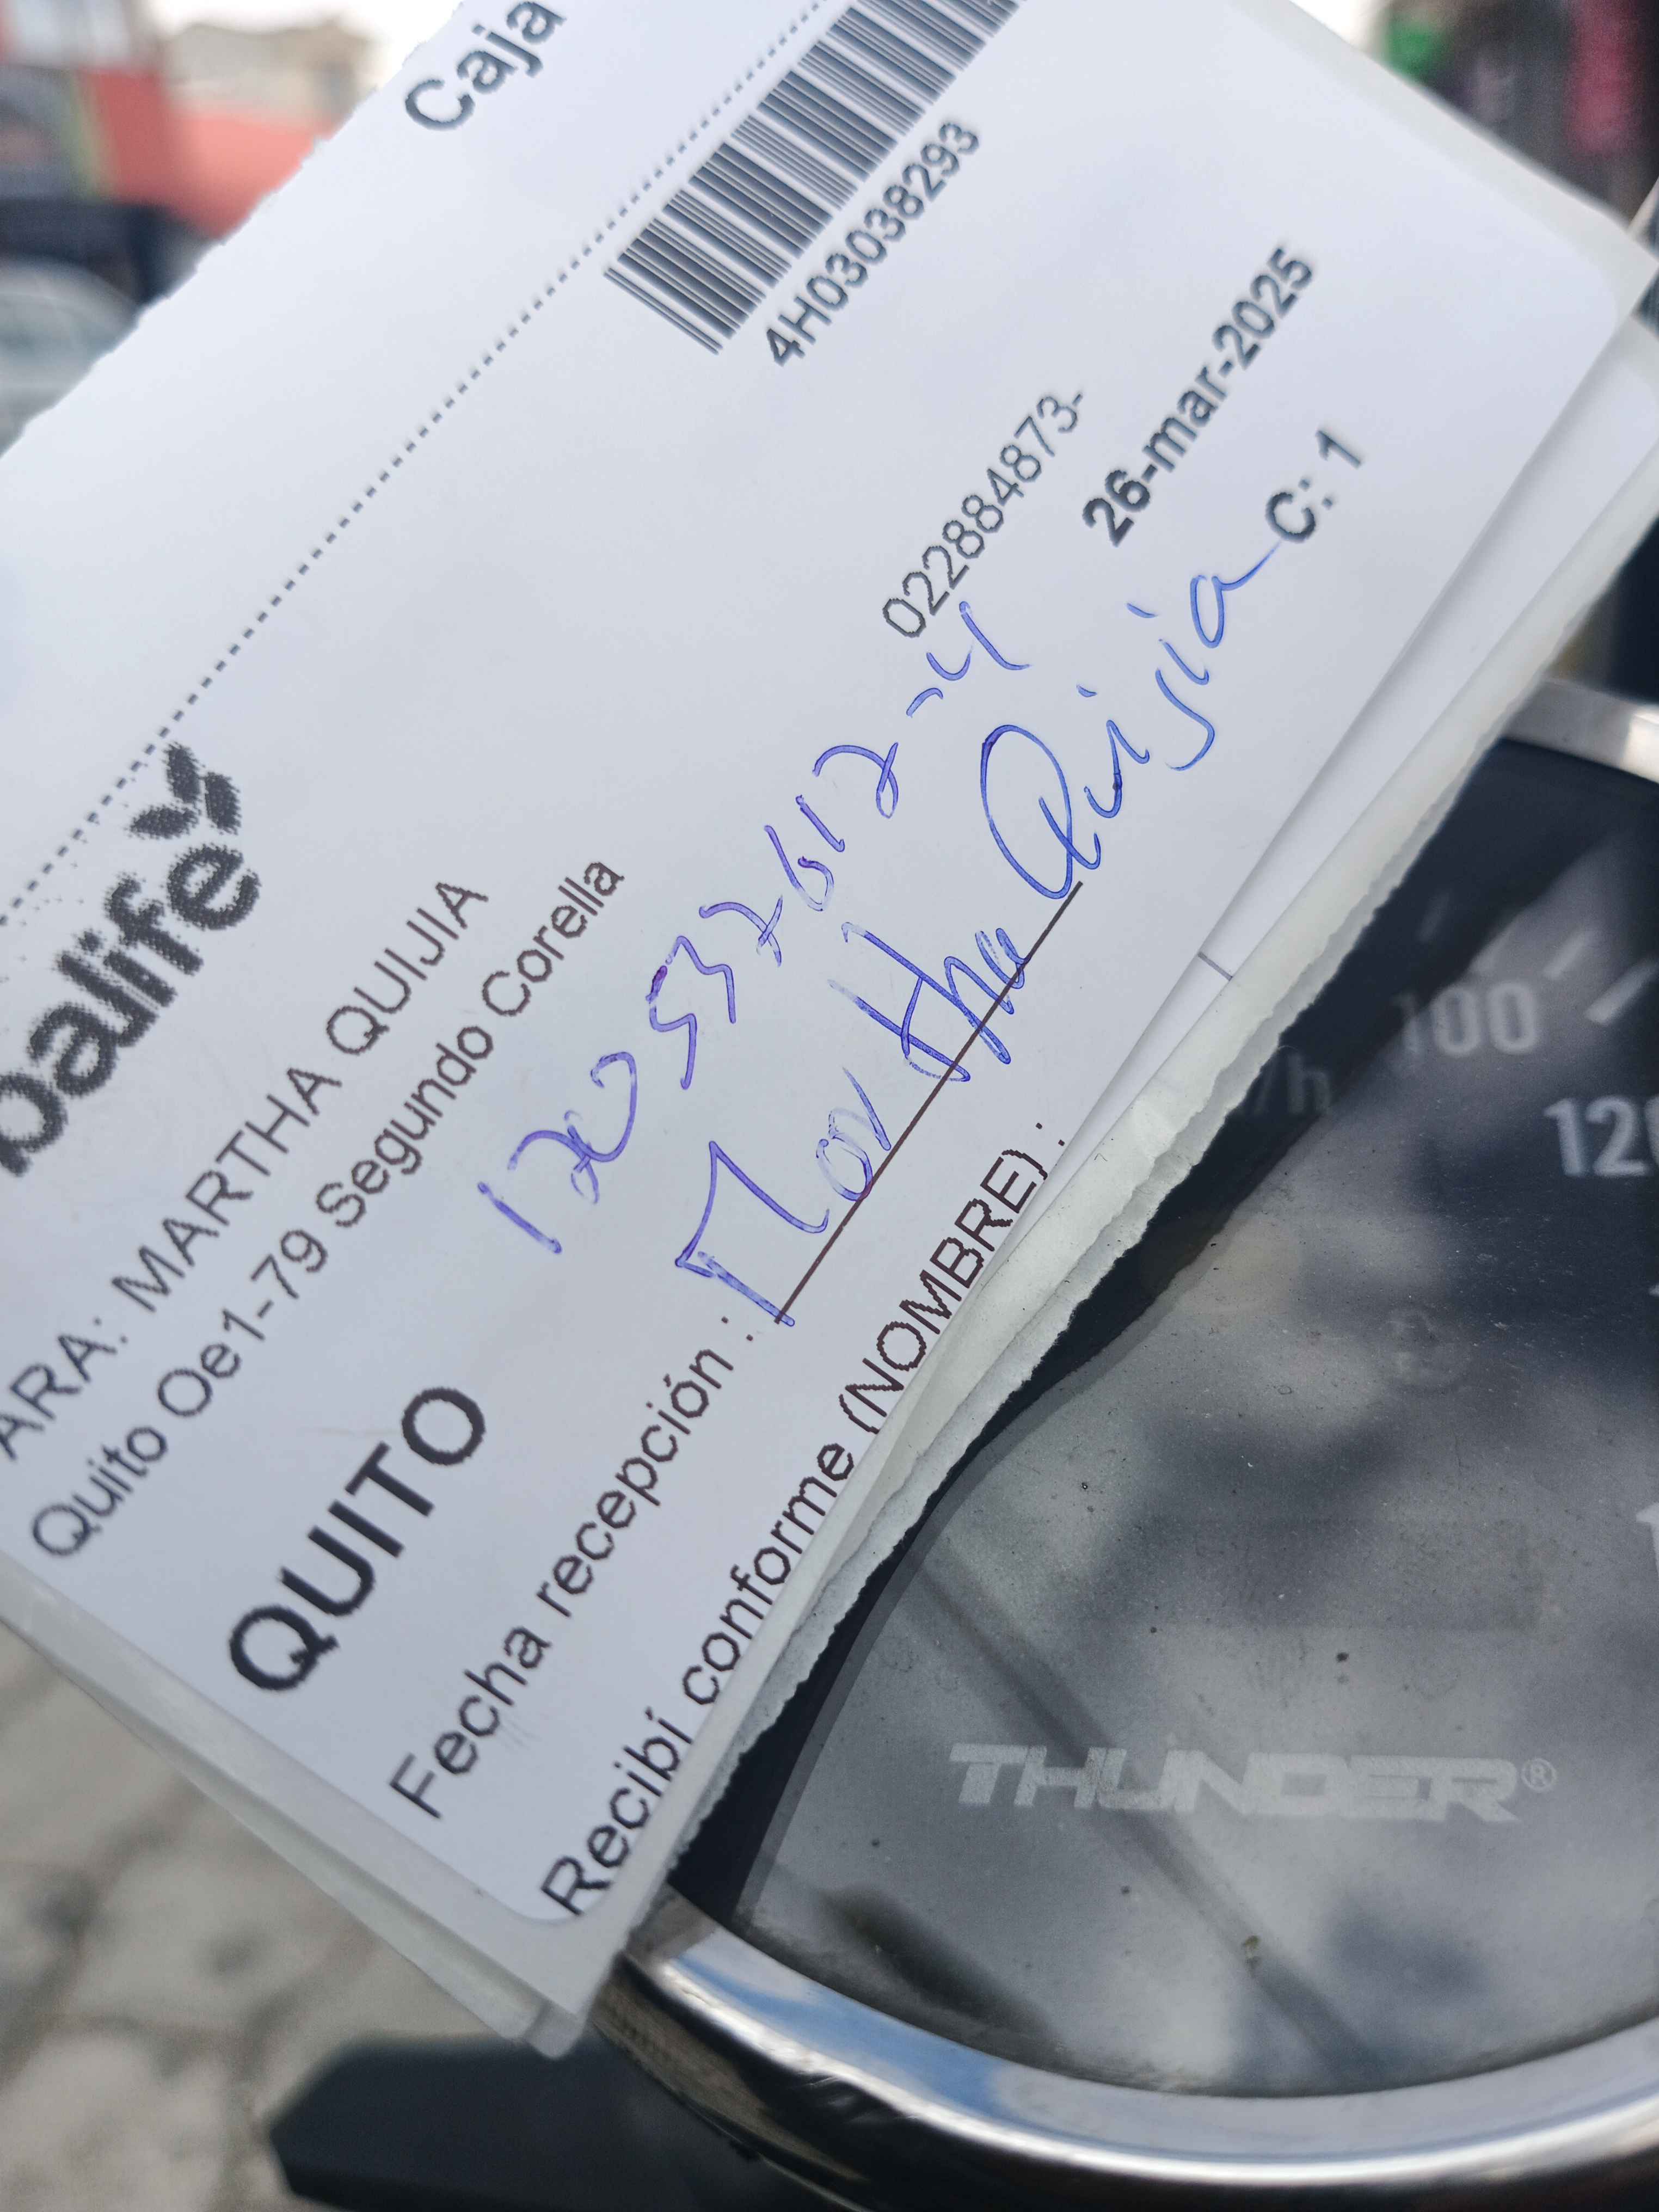 Caja
4H03038293
balife
ARA: MARTHA QUIJIA
Quito Oe1-79 Segundo Corella
022884873-
QUITO
26-mar-2025
Fecha recepción :
Martha Quijia
C: 1
Recibí conforme (NOMBRE) :
100
THUNDER®